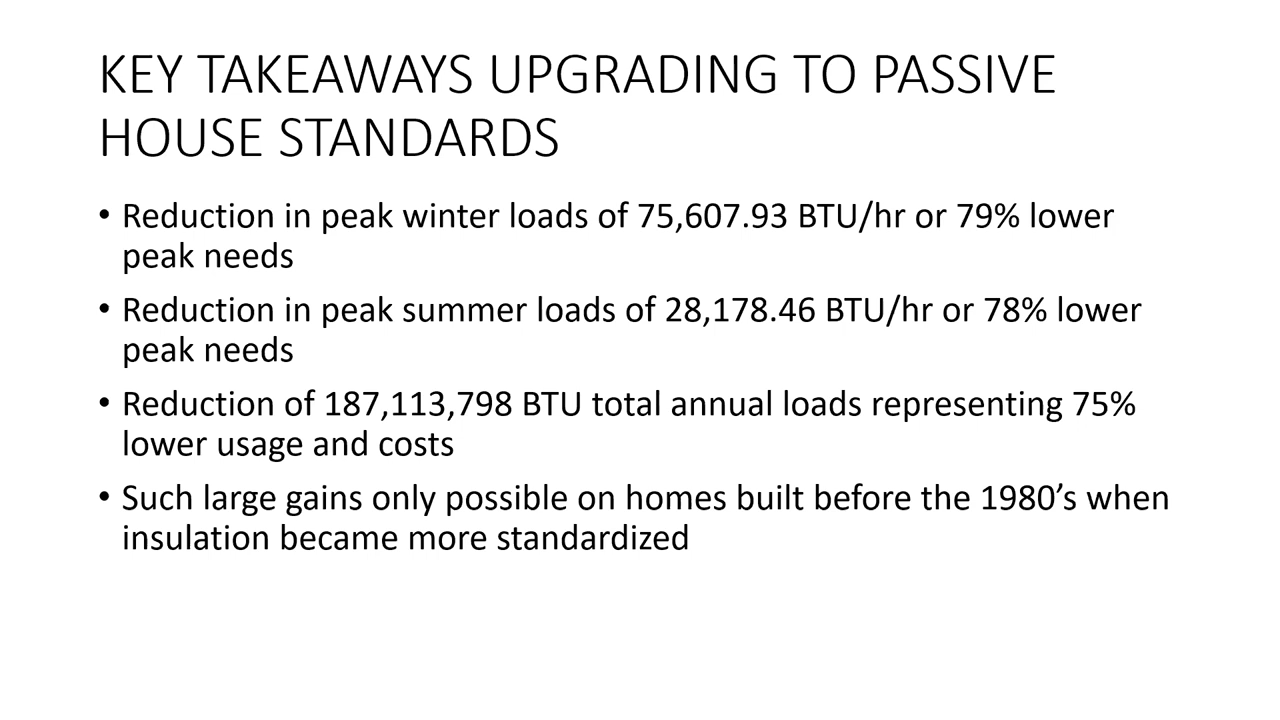 KEY TAKEAWAYS UPGRADING TO PASSIVE
HOUSE STANDARDS
• Reduction in peak winter loads of 75,607.93 BTU/hr or 79% lower
peak needs
• Reduction in peak summer loads of 28,178.46 BTU/hr or 78% lower
peak needs
• Reduction of 187,113,798 BTU total annual loads representing 75%
lower usage and costs
• Such large gains only possible on homes built before the 1980’s when
insulation became more standardized